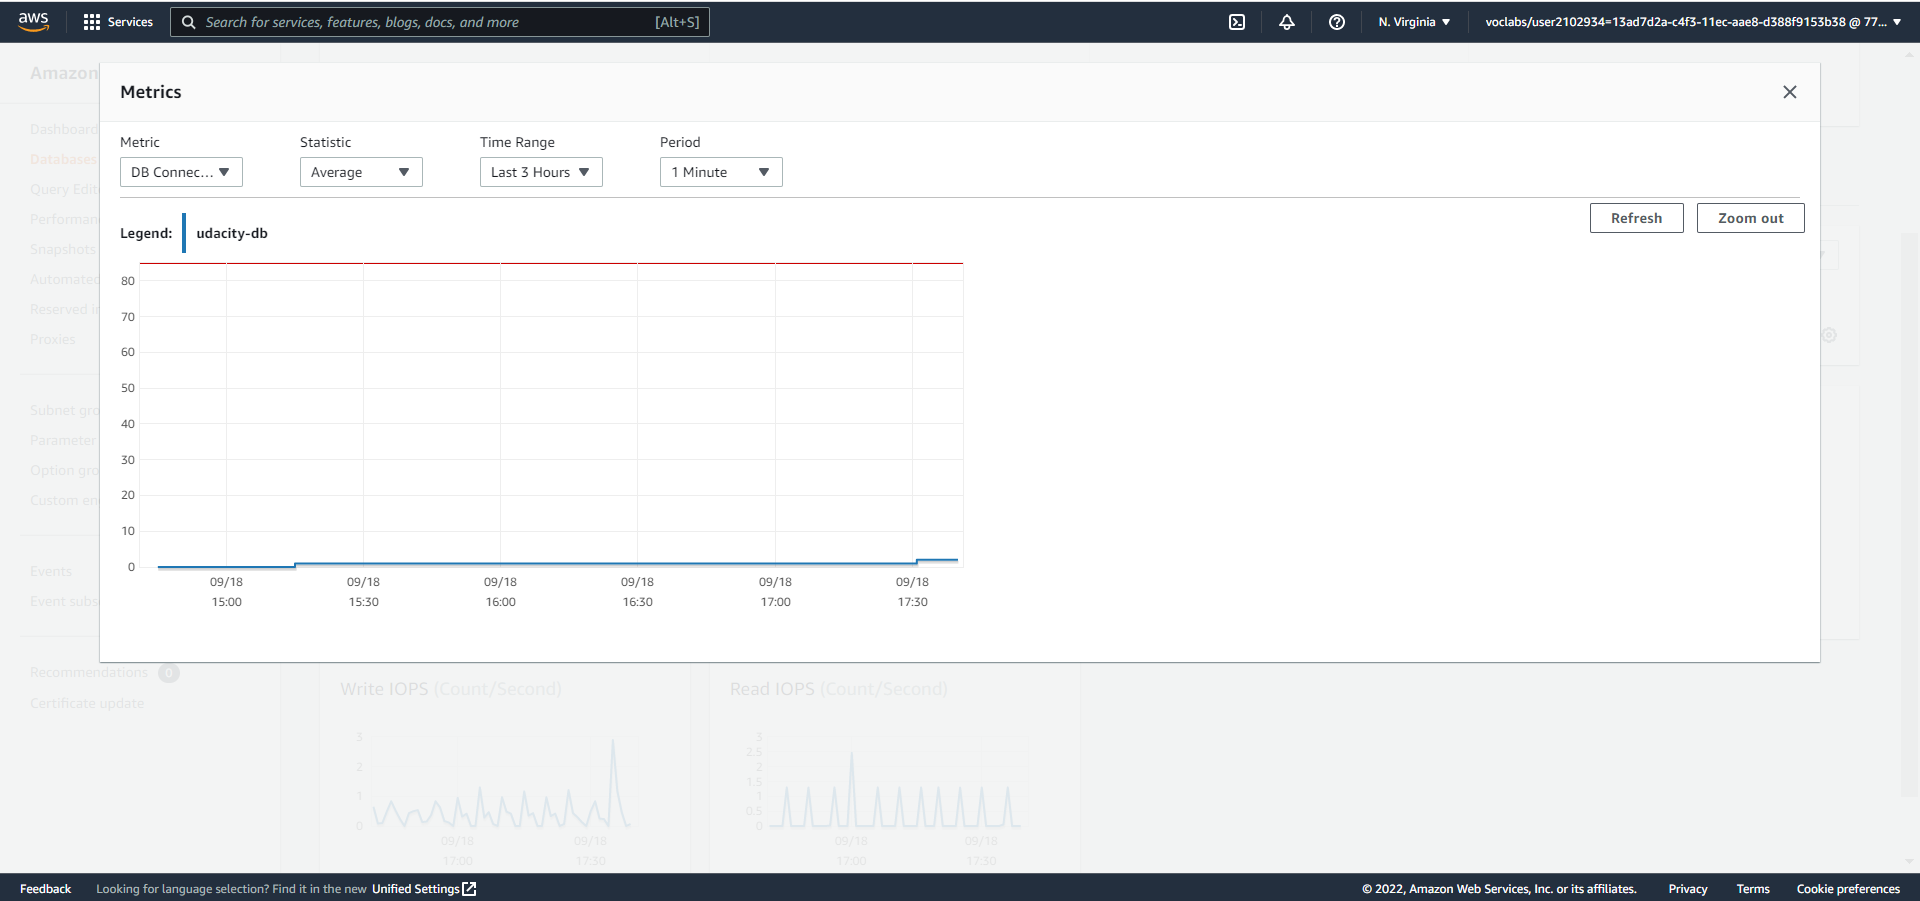 aws
Services
Search for services, features, blogs, docs, and more
[Alt+S]
N. Virginia
voclabs/user2102934=13ad7d2a-c4f3-11ec-aae8-d388f9153b38 @ 77...
Amazon
Dashboard
Databases
Query Edit
Performan
Snapshots
Automated
Reserved in
Proxies
Subnet gro
Parameter
Option gro
Custom en
Events
Event subs
Recommendations 0
Certificate update
Metrics
Metric
DB Connec...
Statistic
Average
Time Range
Last 3 Hours
Period
1 Minute
Refresh
Zoom out
Legend: udacity-db
80
70
60
50
40
30
20
10
0
09/18 09/18 09/18 09/18 09/18 09/18
15:00 15:30 16:00 16:30 17:00 17:30
Write IOPS (Count/Second)
3
2
1
0
09/18 09/18
17:00 17:30
Read IOPS (Count/Second)
3
2.5
2
1.5
1
0.5
0
09/18 09/18
17:00 17:30
Feedback
Looking for language selection? Find it in the new Unified Settings
© 2022, Amazon Web Services, Inc. or its affiliates.
Privacy
Terms
Cookie preferences